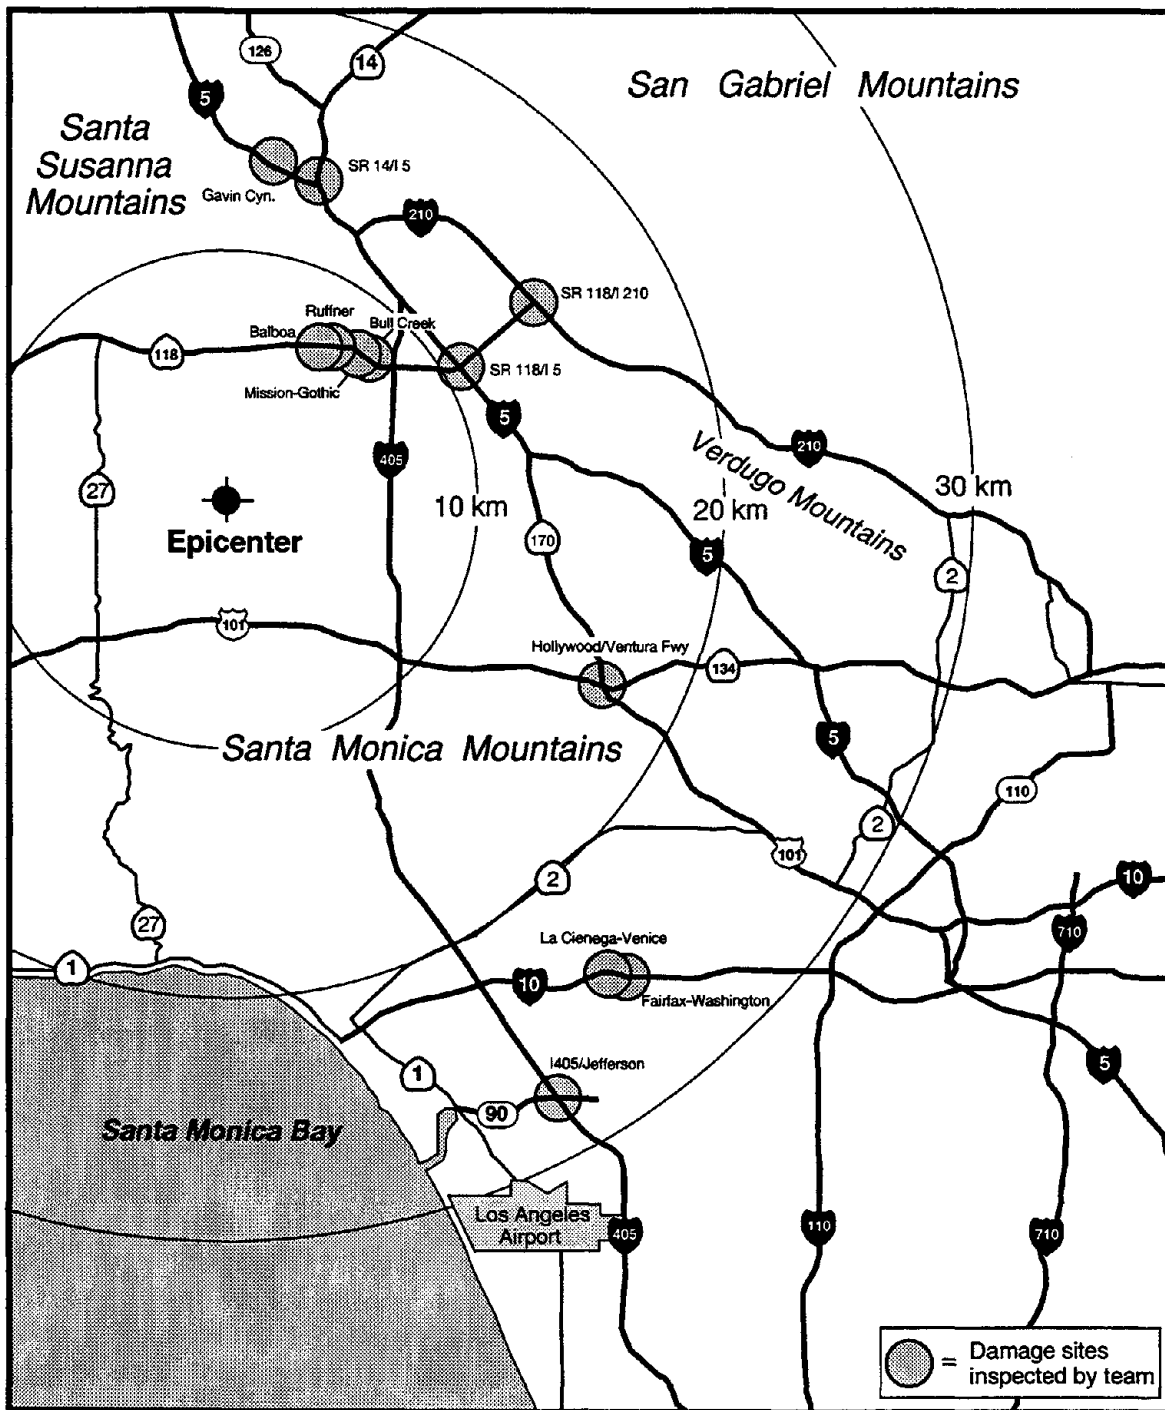 126
14
San Gabriel Mountains
5
Santa
Susanna
Mountains
SR 14/I 5
Gavin Cyn.
210
SR 118/I 210
Ruffner
Balboa
Bull Creek
118
SR 118/I 5
Mission-Gothic
5
210
Verdugo Mountains
405
27
10 km
20 km
30 km
Epicenter
170
5
2
101
Hollywood/Ventura Fwy
134
5
Santa Monica Mountains
110
2
101
2
10
27
710
La Cienega-Venice
1
10
Fairfax-Washington
5
I405/Jefferson
1
90
Santa Monica Bay
Los Angeles
Airport
405
110
710
= Damage sites
inspected by team